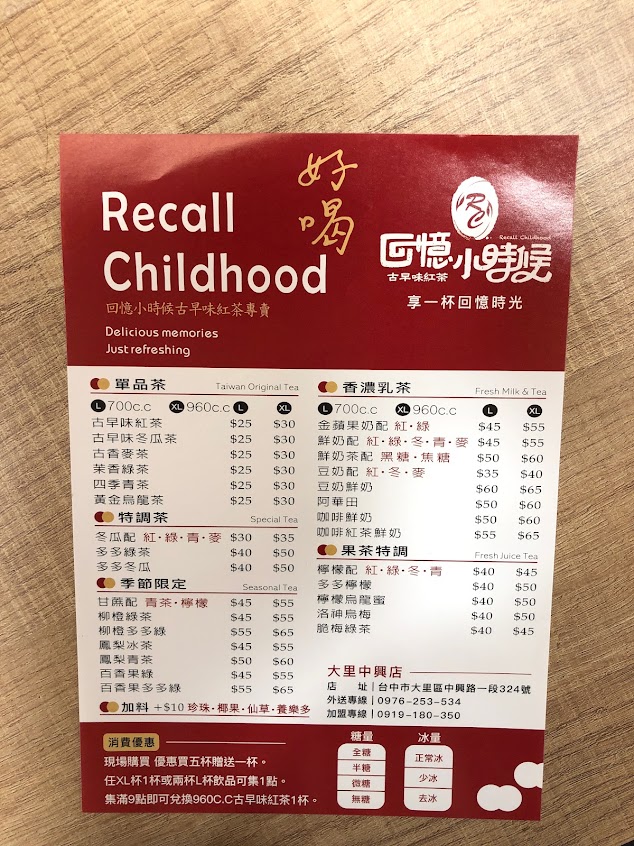 好喝
Recall
Childhood
回憶小時候古早味紅茶專賣
Delicious memories
Just refreshing
RC
Recall Childhood
回憶小時候
古早味紅茶
享一杯回憶時光
單品茶 Taiwan Original Tea
L 700c.c XL 960c.c L XL
古早味紅茶 $25 $30
古早味冬瓜茶 $25 $30
古香麥茶 $25 $30
茉香綠茶 $25 $30
四季青茶 $25 $30
黃金烏龍茶 $25 $30
特調茶 Special Tea
冬瓜配 紅・綠・青・麥 $30 $35
多多綠茶 $40 $50
多多冬瓜 $40 $50
季節限定 Seasonal Tea
甘蔗配 青茶・檸檬 $45 $55
柳橙綠茶 $45 $55
柳橙多多綠 $55 $65
鳳梨冰茶 $45 $55
鳳梨青茶 $50 $60
百香果綠 $45 $55
百香果多多綠 $55 $65
加料 +$10 珍珠・椰果・仙草・養樂多
香濃乳茶 Fresh Milk & Tea
L 700c.c XL 960c.c L XL
金蘋果奶配 紅・綠 $45 $55
鮮奶配 紅・綠・冬・青・麥 $45 $55
鮮奶茶配 黑糖・焦糖 $50 $60
豆奶配 紅・冬・麥 $35 $40
豆奶鮮奶 $60 $65
阿華田 $50 $60
咖啡鮮奶 $50 $60
咖啡紅茶鮮奶 $55 $65
果茶特調 Fresh Juice Tea
檸檬配 紅・綠・冬・青 $40 $45
多多檸檬 $40 $50
檸檬烏龍蜜 $40 $50
洛神烏梅 $40 $50
脆梅綠茶 $40 $45
大里中興店
店 址|台中市大里區中興路一段324號
外送專線|0976-253-534
加盟專線|0919-180-350
消費優惠
現場購買 優惠買五杯贈送一杯。
任XL杯1杯或兩杯L杯飲品可集1點。
集滿9點即可兌換960C.C古早味紅茶1杯。
糖量
全糖
半糖
微糖
無糖
冰量
正常冰
少冰
去冰